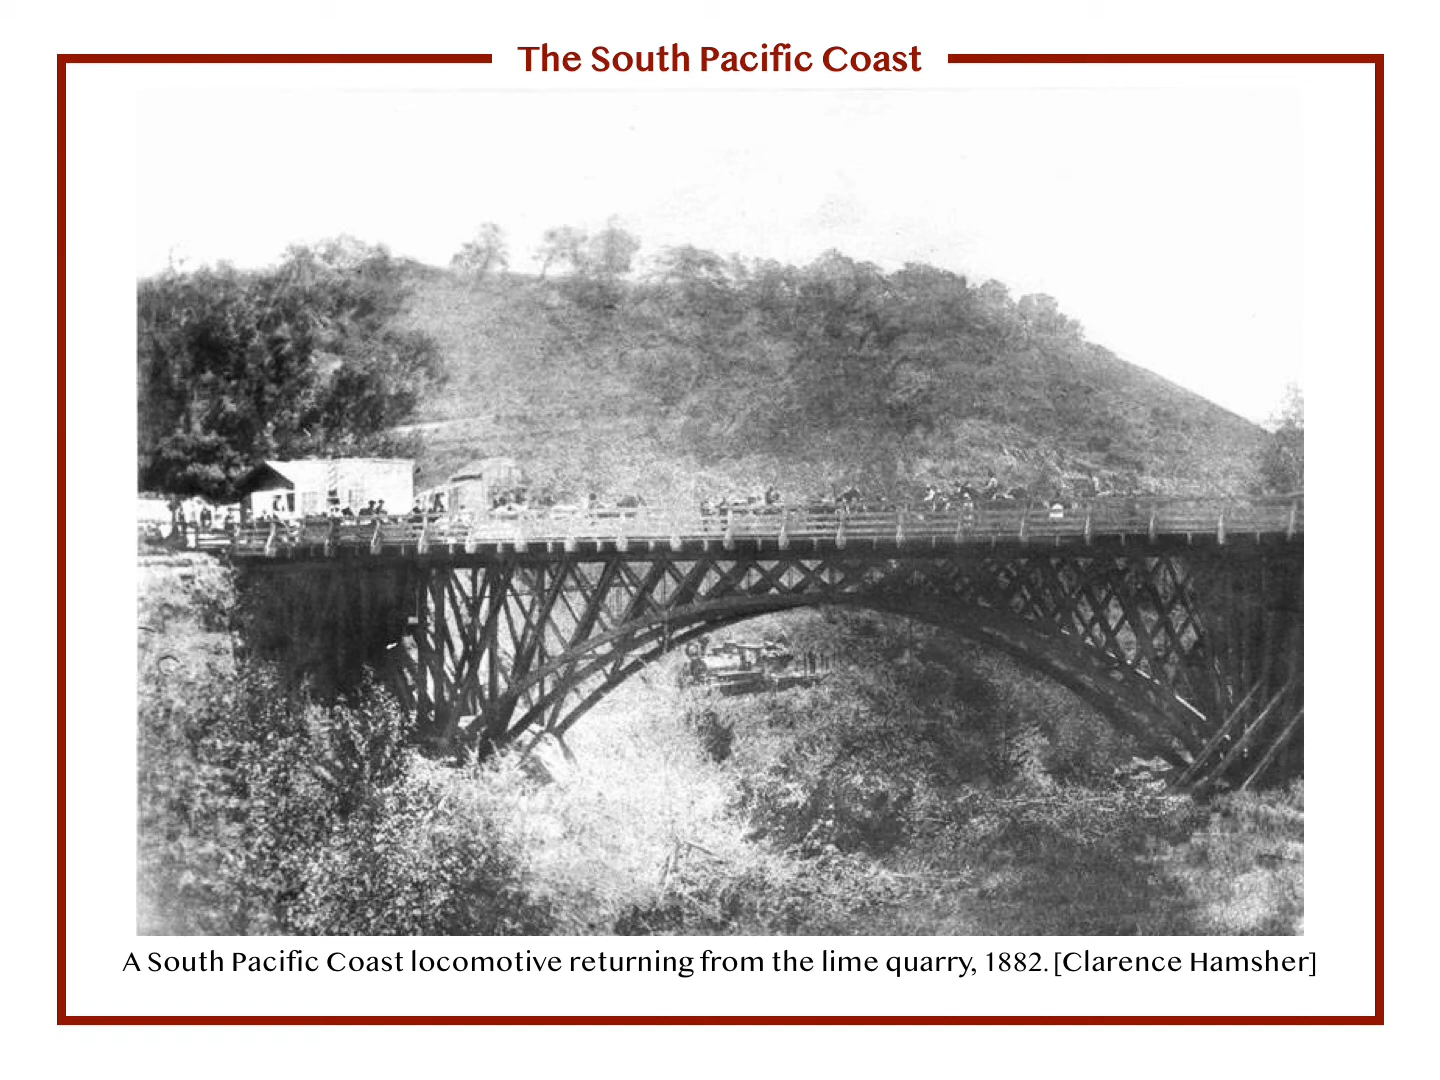 The South Pacific Coast
A South Pacific Coast locomotive returning from the lime quarry, 1882. [Clarence Hamsher]